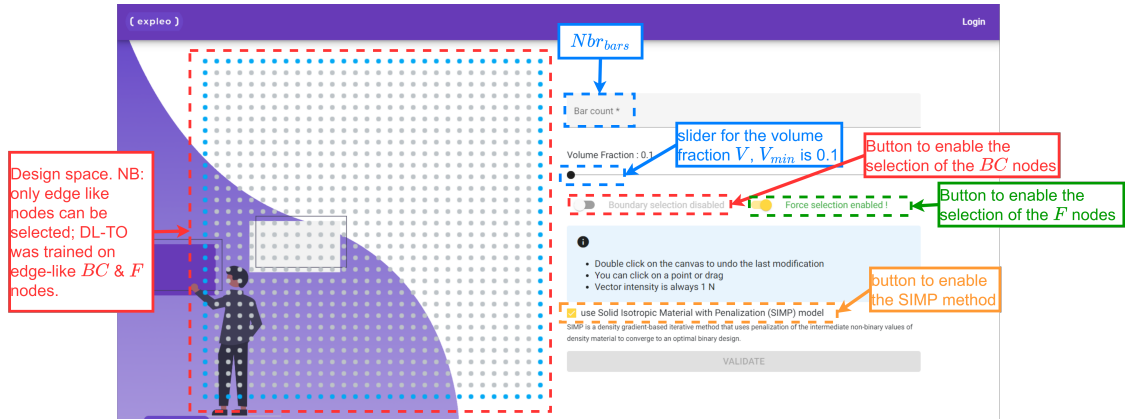 { expleo }
Login
Nbr_bars
Bar count *
slider for the volume
fraction V, V_min is 0.1
Volume Fraction : 0.1
Button to enable the
selection of the BC nodes
Design space. NB:
only edge like
nodes can be
selected; DL-TO
was trained on
edge-like BC & F
nodes.
Boundary selection disabled
Force selection enabled !
Button to enable the
selection of the F nodes
Double click on the canvas to undo the last modification
You can click on a point or drag
Vector intensity is always 1 N
button to enable
the SIMP method
use Solid Isotropic Material with Penalization (SIMP) model
SIMP is a density gradient-based iterative method that uses penalization of the intermediate non-binary values of
density material to converge to an optimal binary design.
VALIDATE